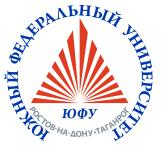 ЮЖНЫЙ ФЕДЕРАЛЬНЫЙ УНИВЕРСИТЕТ
ЮФУ
РОСТОВ-НА-ДОНУ•ТАГАНРОГ